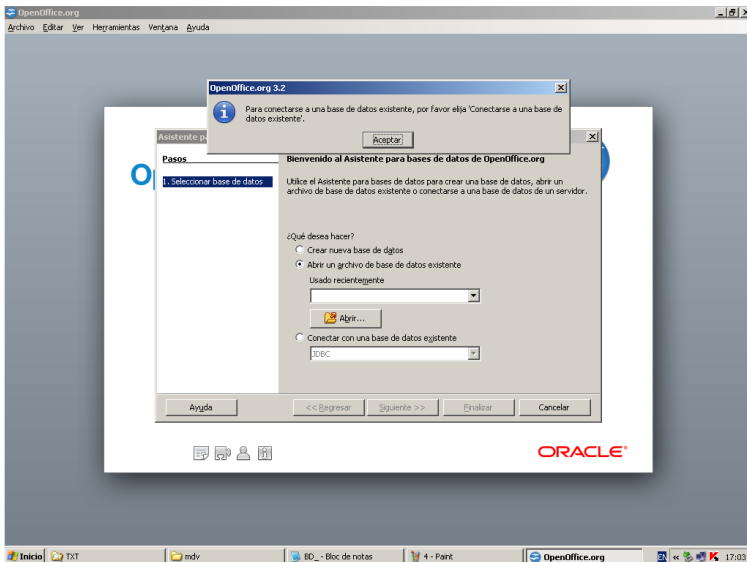 OpenOffice.org
Archivo Editar Ver Herramientas Ventana Ayuda
OpenOffice.org 3.2
Para conectarse a una base de datos existente, por favor elija 'Conectarse a una base de
datos existente'.
Aceptar
Asistente pa
Pasos
1. Seleccionar base de datos
Bienvenido al Asistente para bases de datos de OpenOffice.org
Utilice el Asistente para bases de datos para crear una base de datos, abrir un
archivo de base de datos existente o conectarse a una base de datos de un servidor.
¿Qué desea hacer?
Crear nueva base de datos
Abrir un archivo de base de datos existente
Usado recientemente
Abrir...
Conectar con una base de datos existente
JDBC
Ayuda
<< Regresar
Siguiente >>
Finalizar
Cancelar
Op
ORACLE
Inicio
TXT
mdv
BD_ - Bloc de notas
4 - Paint
OpenOffice.org
EN
17:03